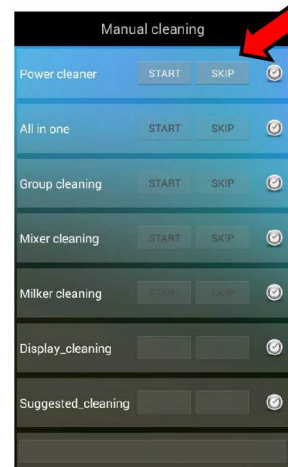 Manual cleaning
Power cleaner START SKIP
All in one START SKIP
Group cleaning START SKIP
Mixer cleaning START SKIP
Milker cleaning START SKIP
Display_cleaning
Suggested_cleaning